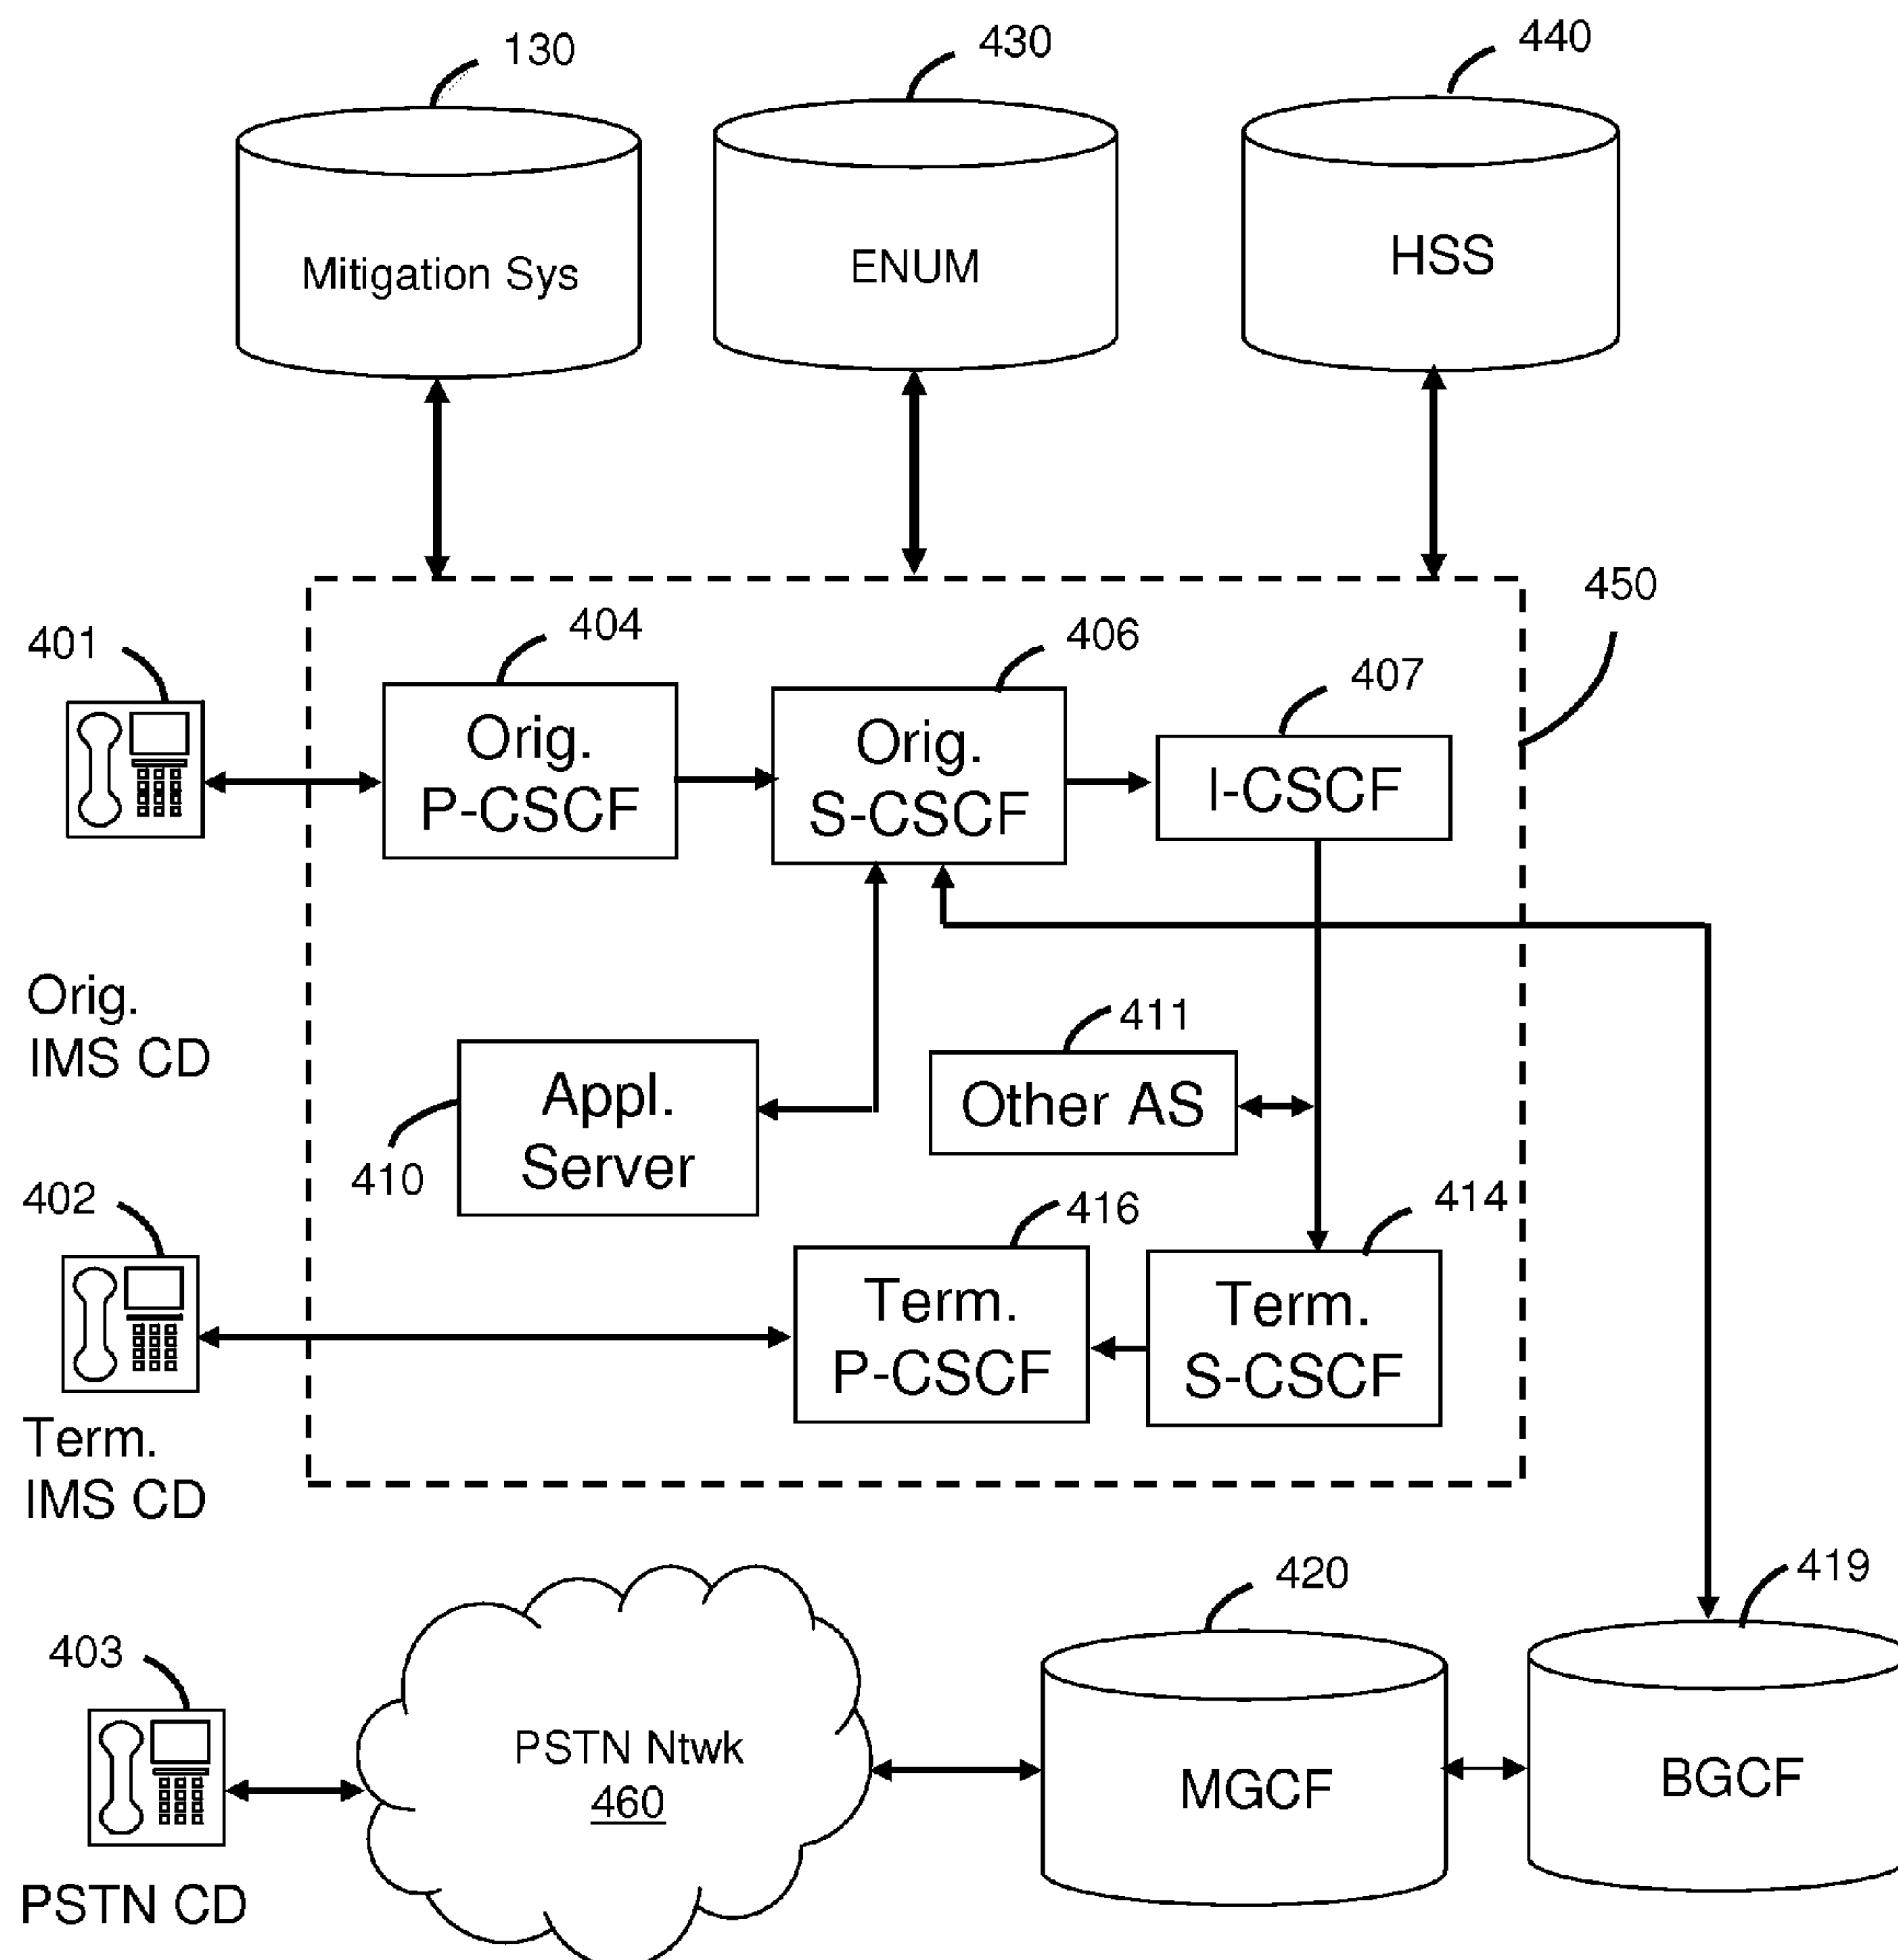 130
430
440
Mitigation Sys
ENUM
HSS
450
401
404
406
407
Orig.
P-CSCF
Orig.
S-CSCF
I-CSCF
Orig.
IMS CD
411
Other AS
Appl.
Server
410
402
416
414
Term.
P-CSCF
Term.
S-CSCF
Term.
IMS CD
420
419
403
PSTN Ntwk
460
MGCF
BGCF
PSTN CD